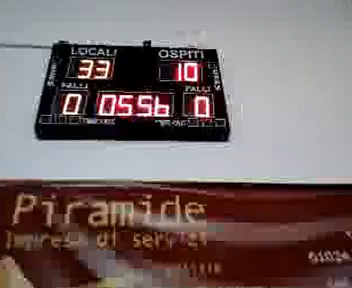 LOCALI OSPITI
33 10
FALLI FALLI
0 0556 0
Piramide
Impresa di servizi